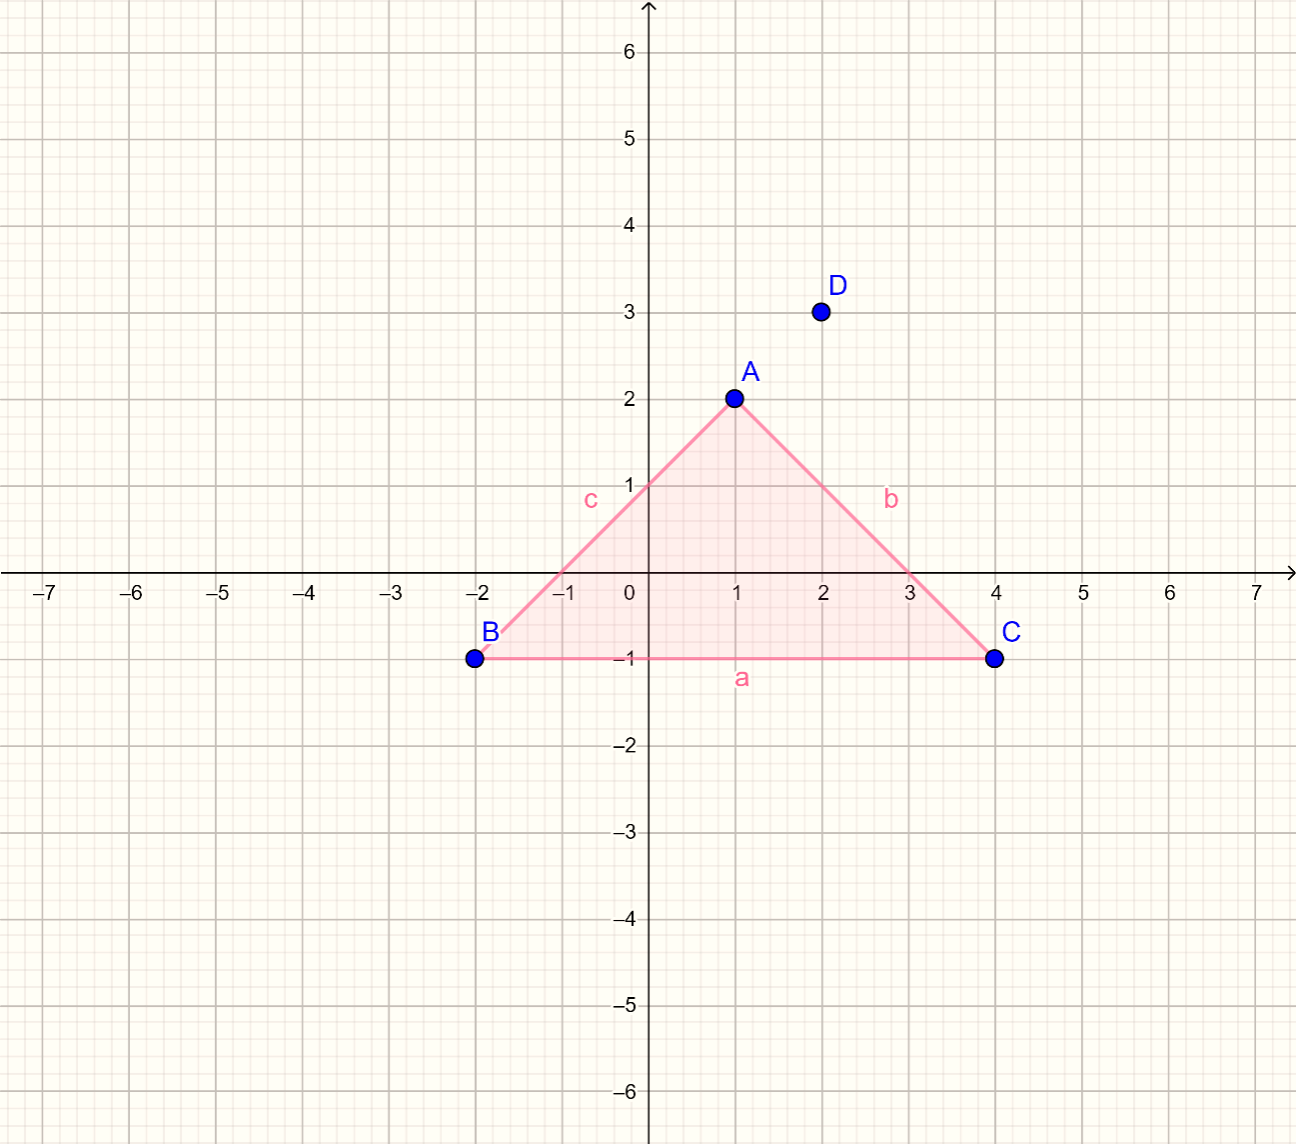 6
5
4
D
3
A
2
c
1
b
–7 –6 –5 –4 –3 –2 –1 0 1 2 3 4 5 6 7
B
C
–1
a
–2
–3
–4
–5
–6